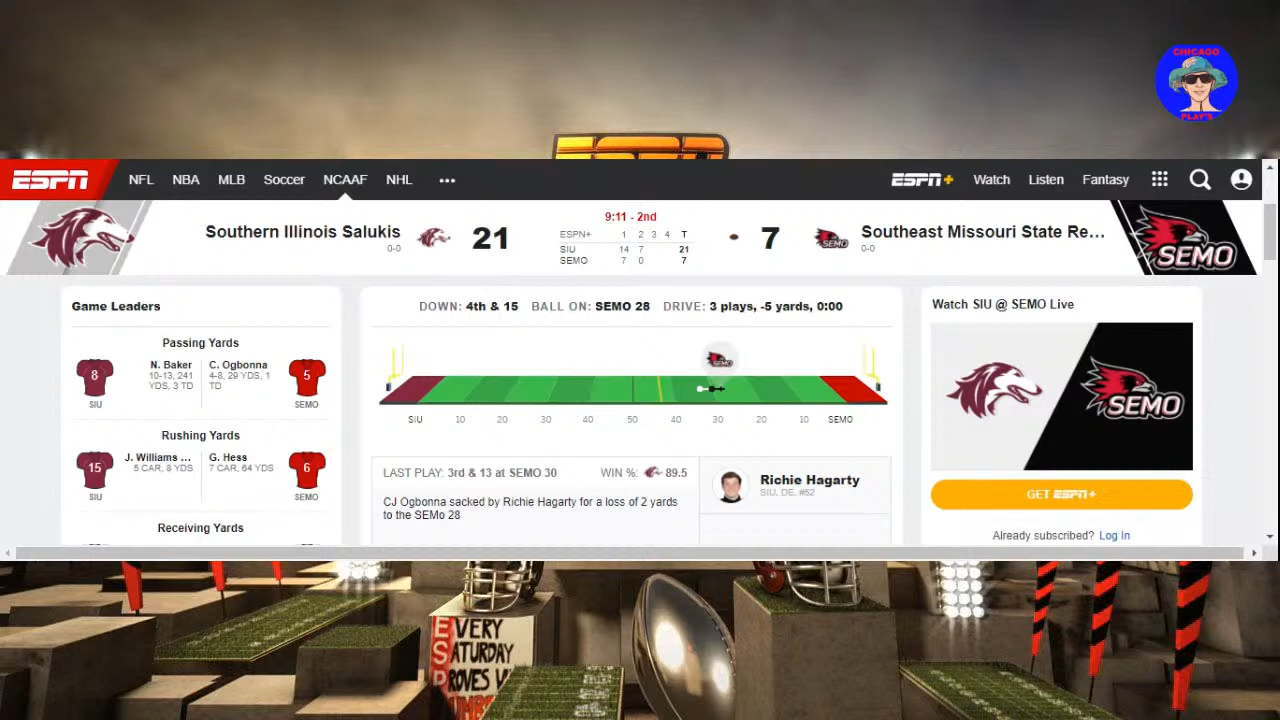 CHICAGO
PLAY'S
ESPN NFL NBA MLB Soccer NCAAF NHL ••• ESPN+ Watch Listen Fantasy
Southern Illinois Salukis
0-0
21
9:11 - 2nd
ESPN+ 1 2 3 4 T
SIU 14 7 21
SEMO 7 0 7
7
SEMO
Southeast Missouri State Re...
0-0
SEMO
Game Leaders
Passing Yards
8
SIU
N. Baker
10-13, 241
YDS, 3 TD
C. Ogbonna
4-8, 29 YDS, 1
TD
5
SEMO
Rushing Yards
15
SIU
J. Williams ...
5 CAR, 8 YDS
G. Hess
7 CAR, 64 YDS
6
SEMO
Receiving Yards
DOWN: 4th & 15 BALL ON: SEMO 28 DRIVE: 3 plays, -5 yards, 0:00
SEMO
SIU 10 20 30 40 50 40 30 20 10 SEMO
LAST PLAY: 3rd & 13 at SEMO 30 WIN %: 89.5
CJ Ogbonna sacked by Richie Hagarty for a loss of 2 yards
to the SEMo 28
Richie Hagarty
SIU, DE, #52
Watch SIU @ SEMO Live
SEMO
GET ESPN+
Already subscribed? Log In
EVERY
SATURDAY
PROVES